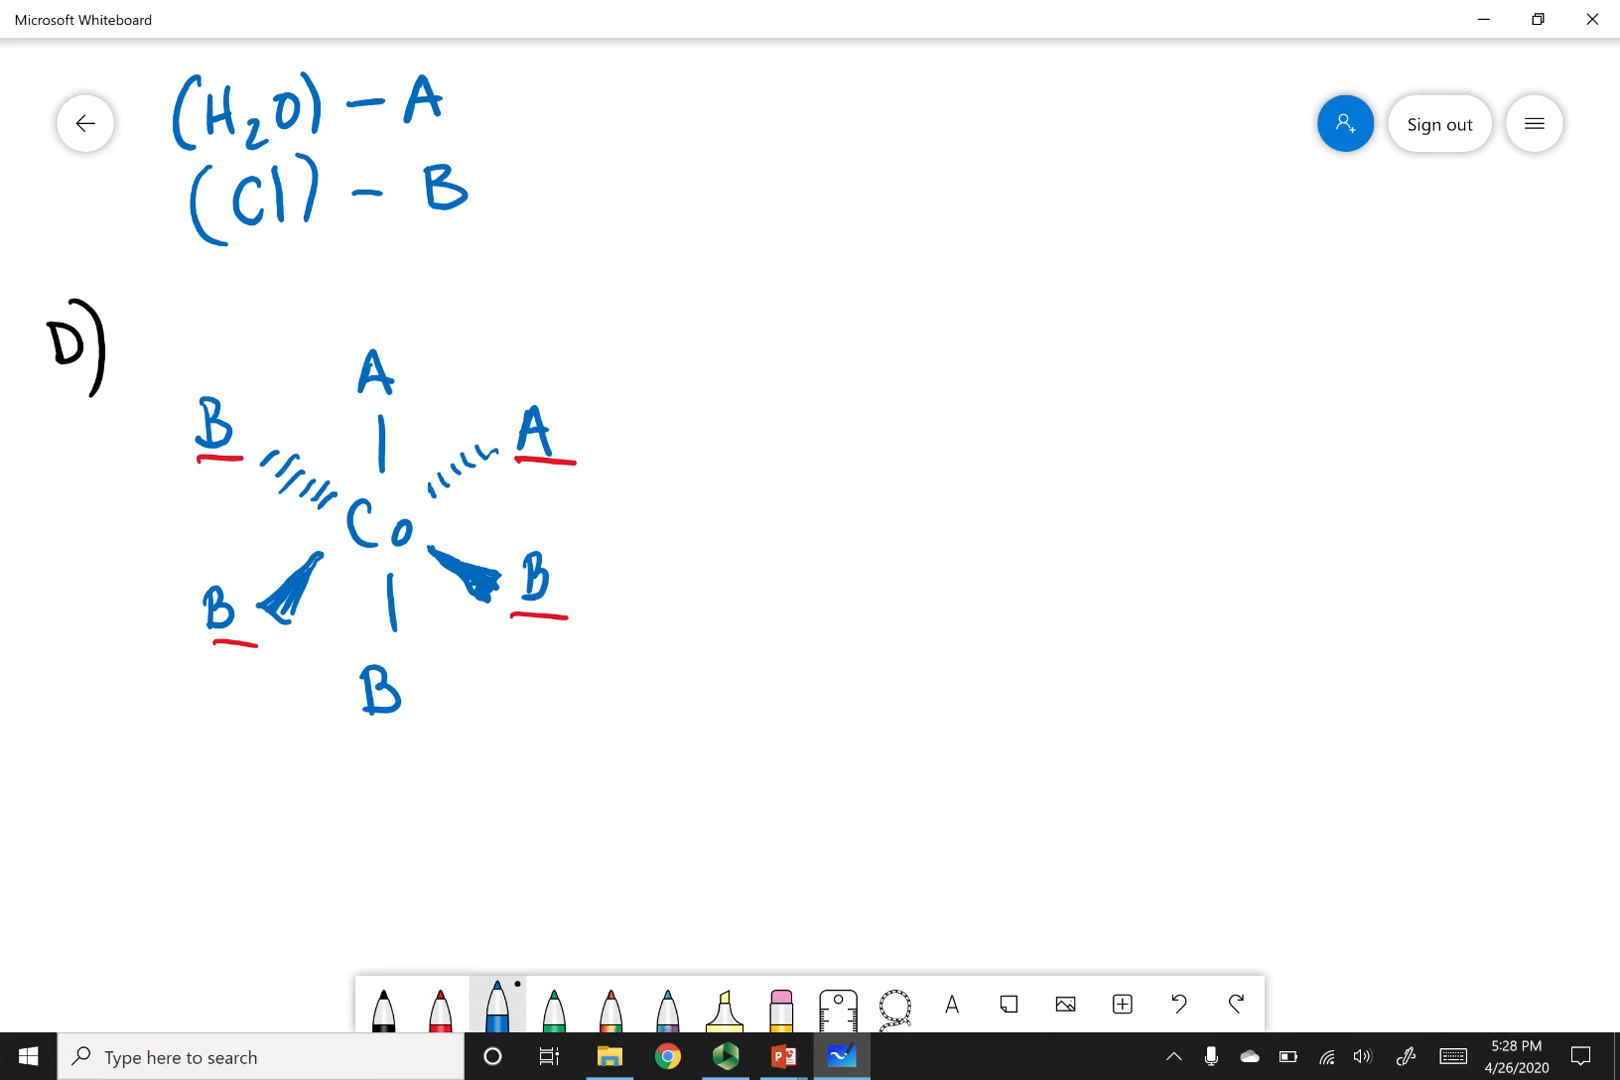 Microsoft Whiteboard
(H₂O) – A
Sign out
(Cl) – B
D)
A
B A
Co
B B
B
A
Type here to search
5:28 PM
4/26/2020